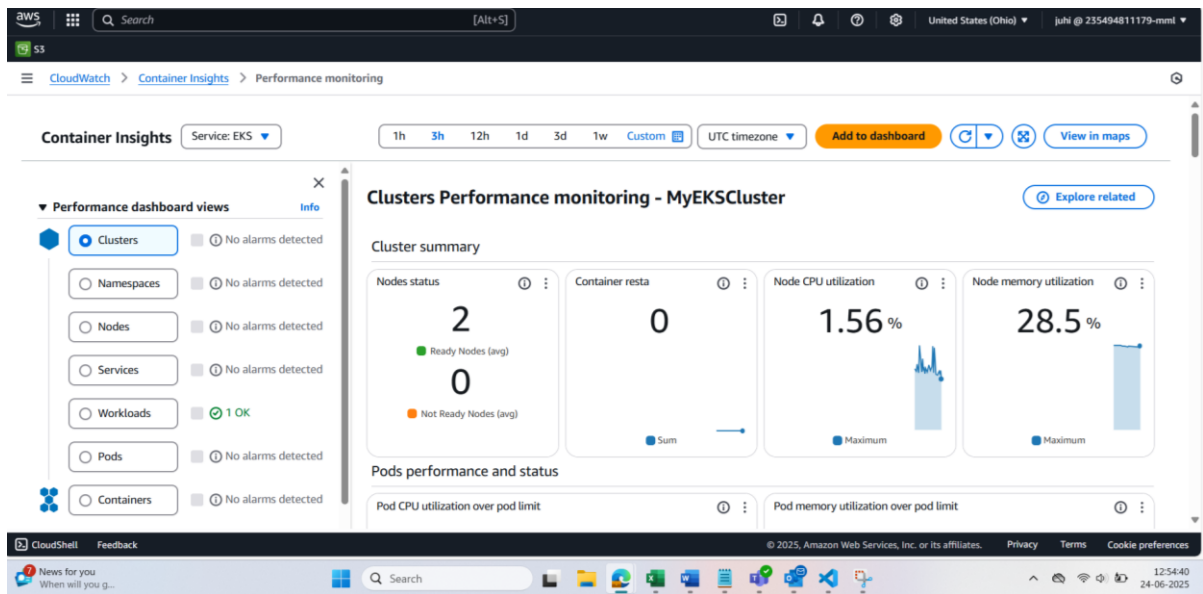 aws
Search [Alt+S]
United States (Ohio) ▼ juhi @ 235494811179-mml ▼
S3
CloudWatch > Container Insights > Performance monitoring
Container Insights
Service: EKS ▼
1h 3h 12h 1d 3d 1w Custom
UTC timezone ▼
Add to dashboard
View in maps
▼ Performance dashboard views Info
Clusters No alarms detected
Namespaces No alarms detected
Nodes No alarms detected
Services No alarms detected
Workloads 1 OK
Pods No alarms detected
Containers No alarms detected
Clusters Performance monitoring - MyEKSCluster
Explore related
Cluster summary
Nodes status
2
Ready Nodes (avg)
0
Not Ready Nodes (avg)
Container resta
0
Sum
Node CPU utilization
1.56 %
Maximum
Node memory utilization
28.5 %
Maximum
Pods performance and status
Pod CPU utilization over pod limit
Pod memory utilization over pod limit
CloudShell Feedback
© 2025, Amazon Web Services, Inc. or its affiliates. Privacy Terms Cookie preferences
7
News for you
When will you g...
Search
12:54:40
24-06-2025